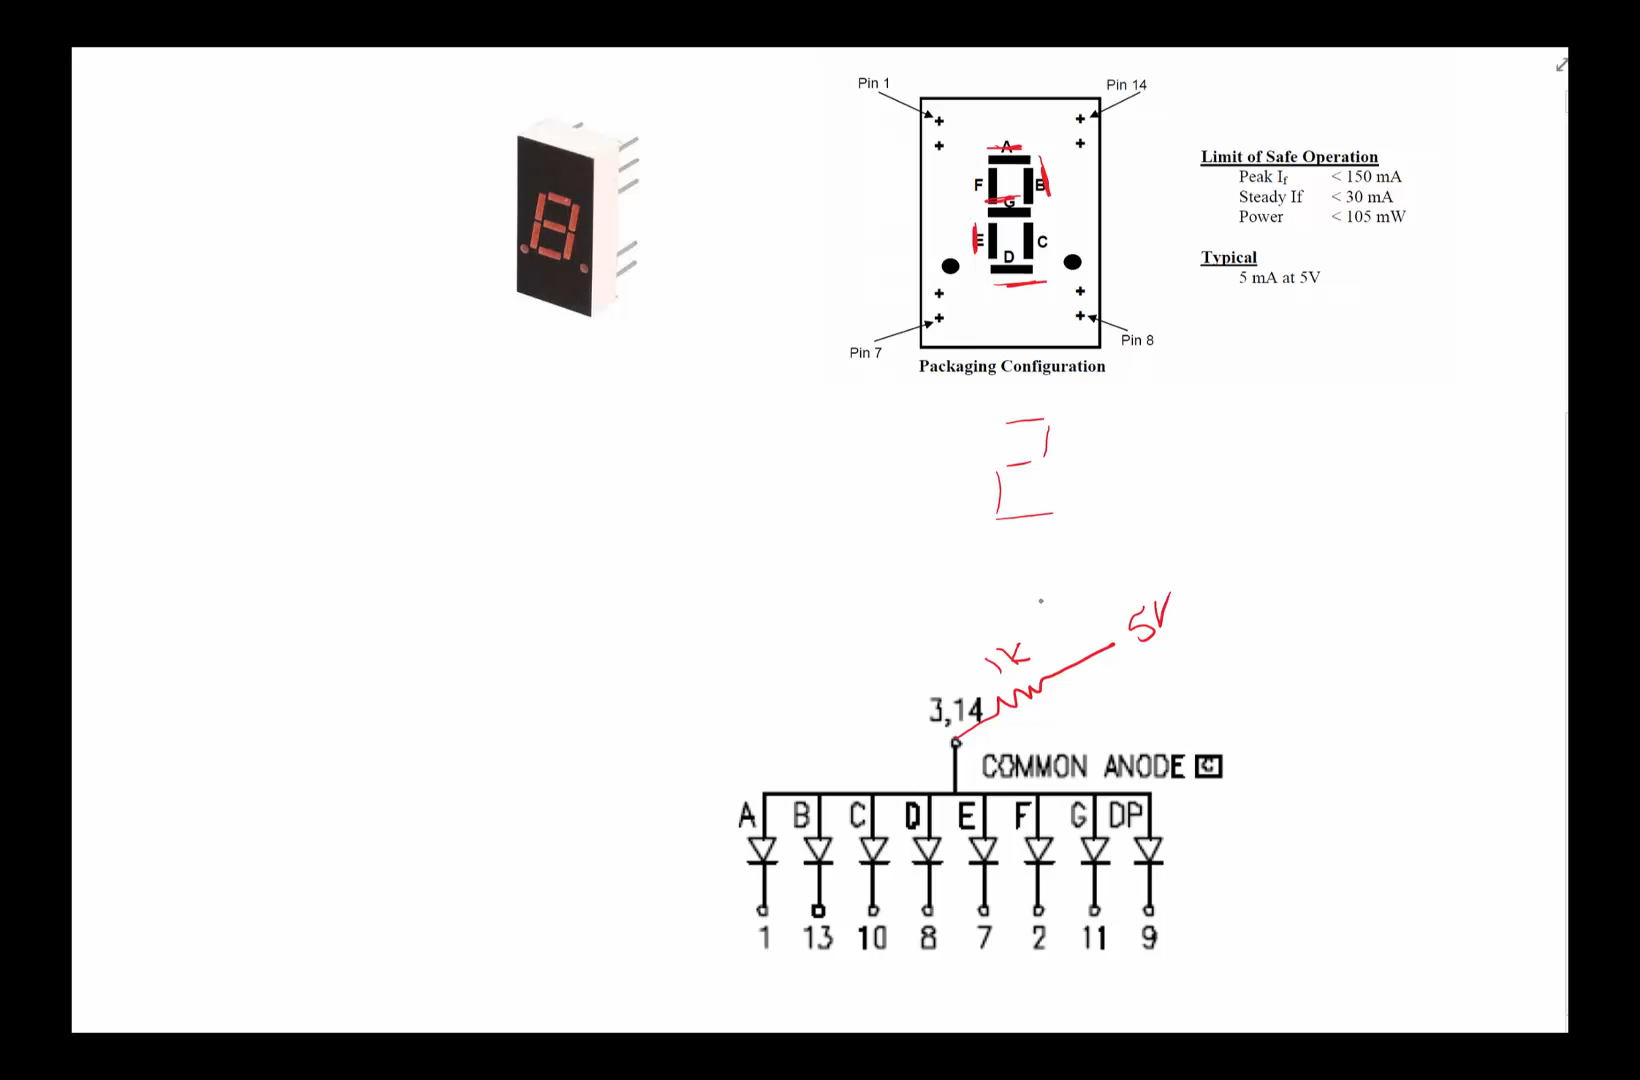 Pin 1
Pin 14
A
F
B
G
E
C
D
Pin 7
Pin 8
Packaging Configuration
Limit of Safe Operation
Peak If < 150 mA
Steady If < 30 mA
Power < 105 mW
Typical
5 mA at 5V
2
5V
1K
3,14
COMMON ANODE G
A B C D E F G DP
1 13 10 8 7 2 11 9